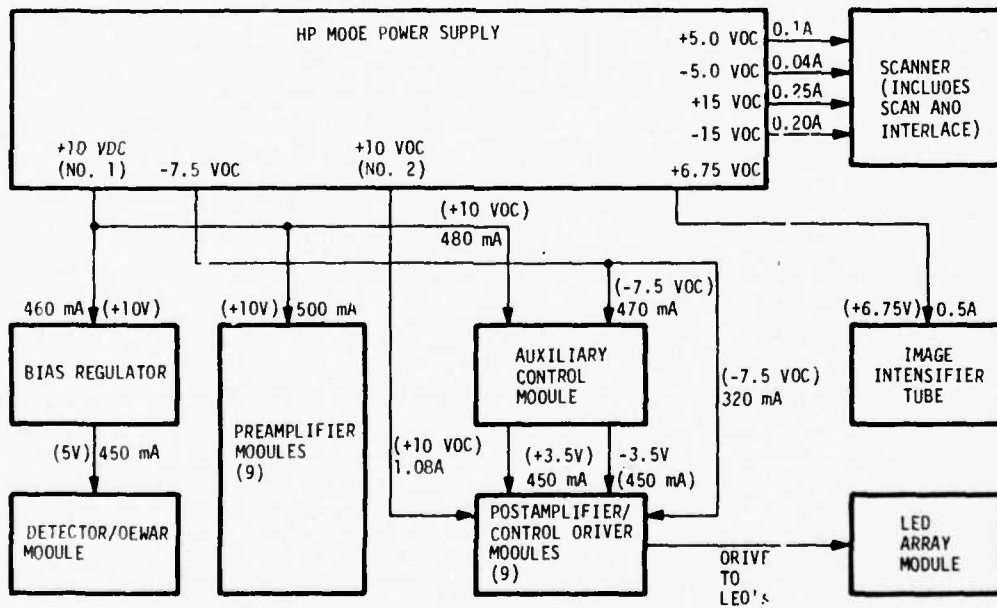 HP MODE POWER SUPPLY
+5.0 VOC
0.1A
-5.0 VOC
0.04A
+15 VOC
0.25A
-15 VOC
0.20A
+6.75 VOC
SCANNER
(INCLUOES
SCAN ANO
INTERLACE)
+10 VDC
(NO. 1)
-7.5 VOC
+10 VOC
(NO. 2)
(+10 VOC)
480 mA
460 mA
(+10V)
(+10V)
500 mA
(-7.5 VOC)
470 mA
(+6.75V)
0.5A
BIAS REGULATOR
PREAMPLIFIER
MODULES
(9)
AUXILIARY
CONTROL
MODULE
(-7.5 VOC)
320 mA
IMAGE
INTENSIFIER
TUBE
(5V)
450 mA
(+10 VOC)
1.08A
(+3.5V)
450 mA
-3.5V
(450 mA)
DETECTOR/OEWAR
MODULE
POSTAMPLIFIER/
CONTROL ORIVER
MODULES
(9)
ORIVE
TO
LEO's
LED
ARRAY
MODULE